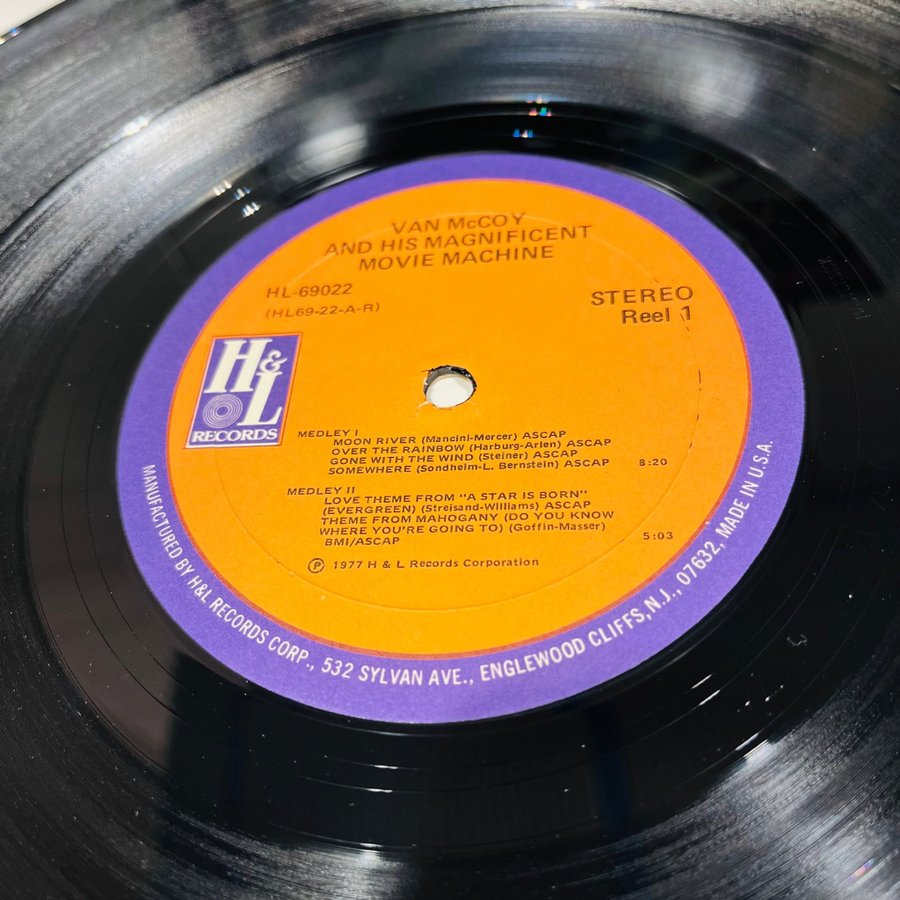 VAN McCOY
AND HIS MAGNIFICENT
MOVIE MACHINE
HL-69022
(HL69-22-A-R)
STEREO
Reel 1
H&L
RECORDS
MEDLEY I
MOON RIVER (Mancini-Mercer) ASCAP
OVER THE RAINBOW (Harburg-Arlen) ASCAP
GONE WITH THE WIND (Steiner) ASCAP
SOMEWHERE (Sondheim-L. Bernstein) ASCAP 8:20
MEDLEY II
LOVE THEME FROM "A STAR IS BORN"
(EVERGREEN) (Streisand-Williams) ASCAP
THEME FROM MAHOGANY (DO YOU KNOW
WHERE YOU'RE GOING TO) (Goffin-Masser)
BMI/ASCAP 5:03
Ⓟ 1977 H & L Records Corporation
MANUFACTURED BY H&L RECORDS CORP., 532 SYLVAN AVE., ENGLEWOOD CLIFFS, N.J., 07632, MADE IN U.S.A.